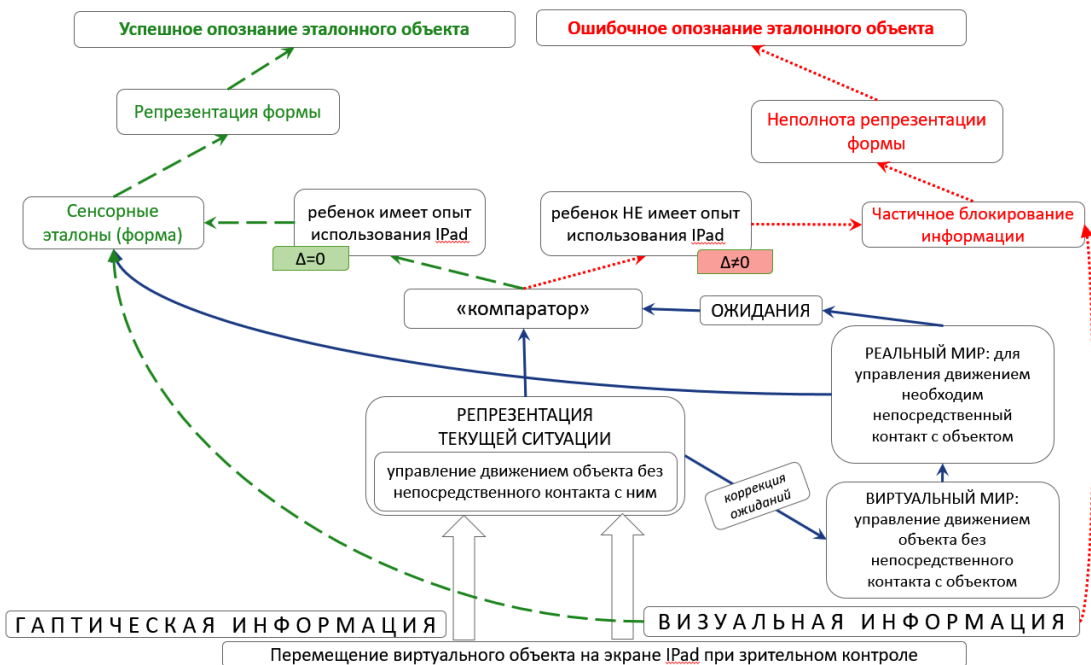 Успешное опознание эталонного объекта
Ошибочное опознание эталонного объекта
Репрезентация формы
Неполнота репрезентации
формы
Сенсорные
эталоны (форма)
ребенок имеет опыт
использования IPad
Δ=0
ребенок НЕ имеет опыт
использования IPad
Δ≠0
Частичное блокирование
информации
«компаратор»
ОЖИДАНИЯ
РЕАЛЬНЫЙ МИР: для
управления движением
необходим
непосредственный
контакт с объектом
РЕПРЕЗЕНТАЦИЯ
ТЕКУЩЕЙ СИТУАЦИИ
управление движением объекта без
непосредственного контакта с ним
коррекция
ожиданий
ВИРТУАЛЬНЫЙ МИР:
управление движением
объекта без
непосредственного
контакта с объектом
ГАПТИЧЕСКАЯ ИНФОРМАЦИЯ
ВИЗУАЛЬНАЯ ИНФОРМАЦИЯ
Перемещение виртуального объекта на экране IPad при зрительном контроле